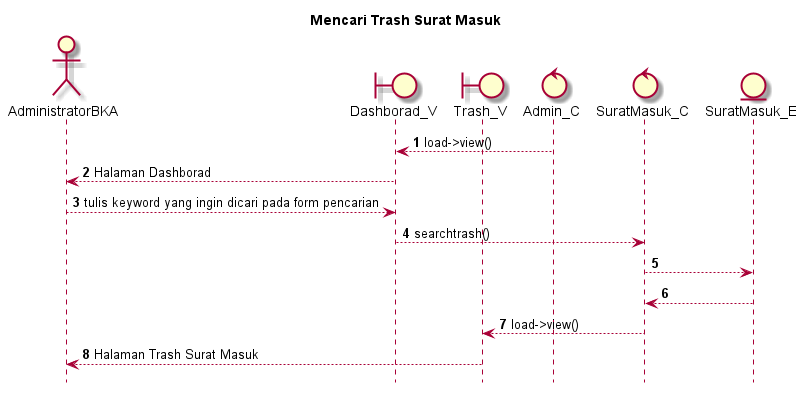 Mencari Trash Surat Masuk
AdministratorBKA
Dashborad_V
Trash_V
Admin_C
SuratMasuk_C
SuratMasuk_E
1 load->view()
2 Halaman Dashborad
3 tulis keyword yang ingin dicari pada form pencarian
4 searchtrash()
5
6
7 load->view()
8 Halaman Trash Surat Masuk